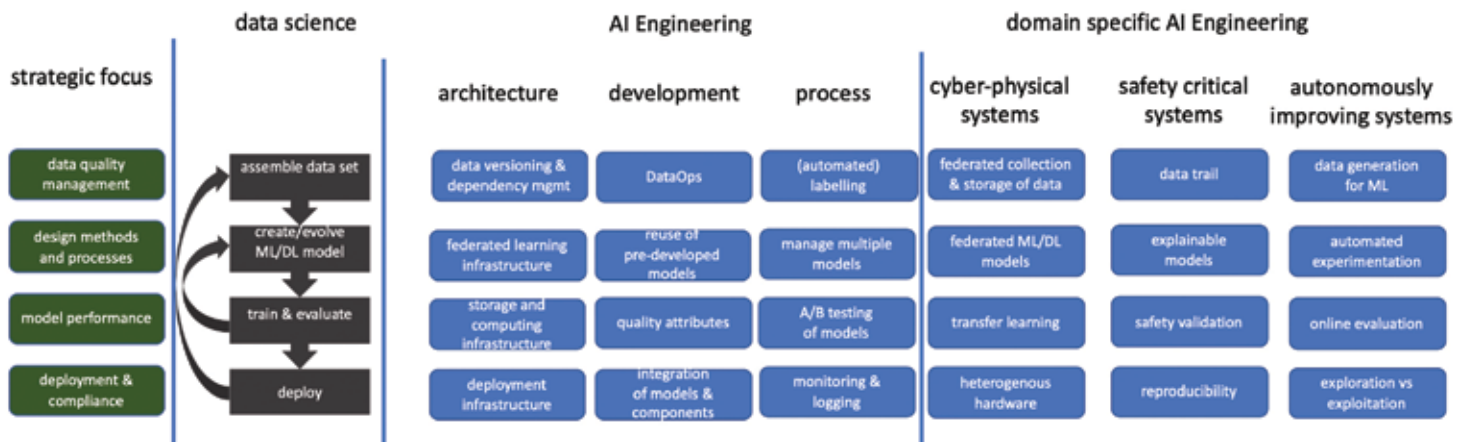 data science
AI Engineering
domain specific AI Engineering
strategic focus
architecture
development
process
cyber-physical
systems
safety critical
systems
autonomously
improving systems
data quality
management
assemble data set
data versioning &
dependency mgmt
DataOps
(automated)
labelling
federated collection
& storage of data
data trail
data generation
for ML
design methods
and processes
create/evolve
ML/DL model
federated learning
infrastructure
reuse of
pre-developed
models
manage multiple
models
federated ML/DL
models
explainable
models
automated
experimentation
model performance
train & evaluate
storage and
computing
infrastructure
quality attributes
A/B testing
of models
transfer learning
safety validation
online evaluation
deployment &
compliance
deploy
deployment
infrastructure
integration
of models &
components
monitoring &
logging
heterogenous
hardware
reproducibility
exploration vs
exploitation